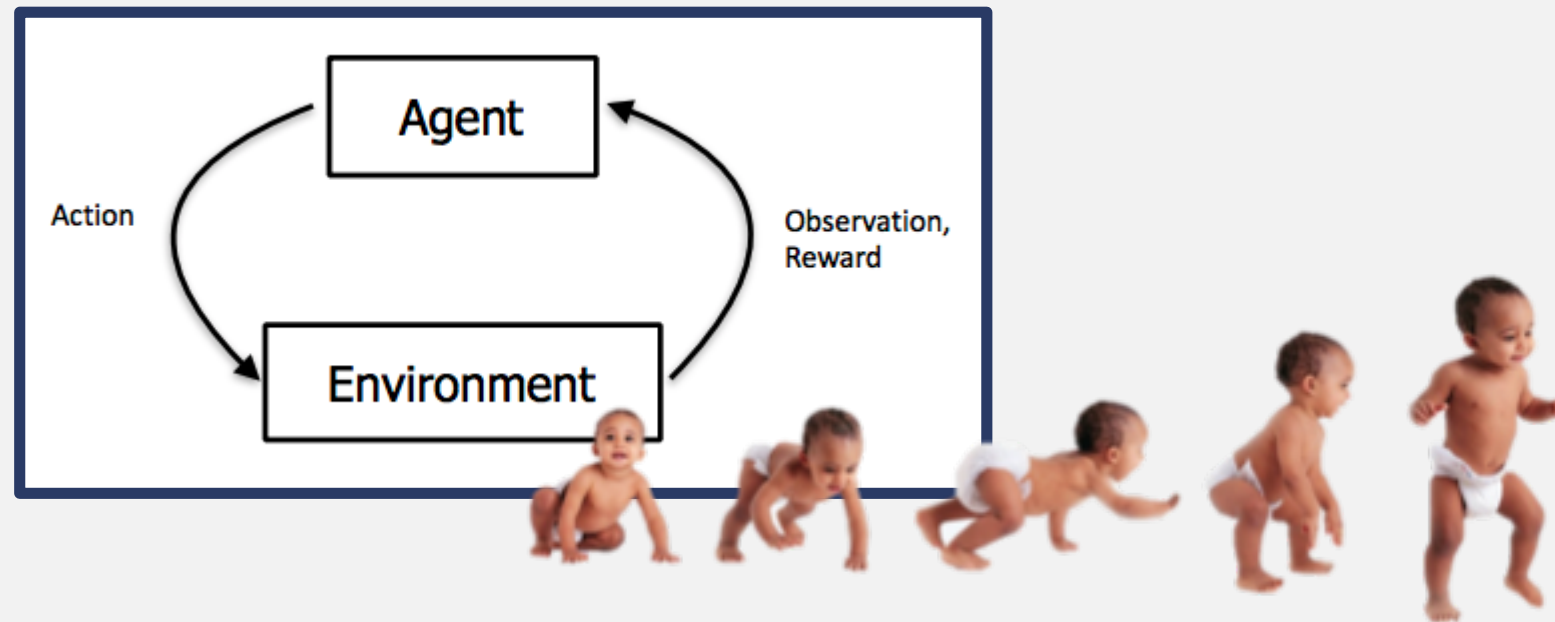 Agent
Action
Observation,
Reward
Environment